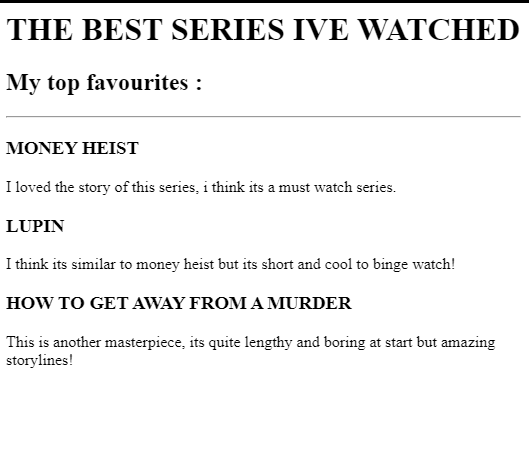 THE BEST SERIES IVE WATCHED
My top favourites :
MONEY HEIST
I loved the story of this series, i think its a must watch series.
LUPIN
I think its similar to money heist but its short and cool to binge watch!
HOW TO GET AWAY FROM A MURDER
This is another masterpiece, its quite lengthy and boring at start but amazing
storylines!